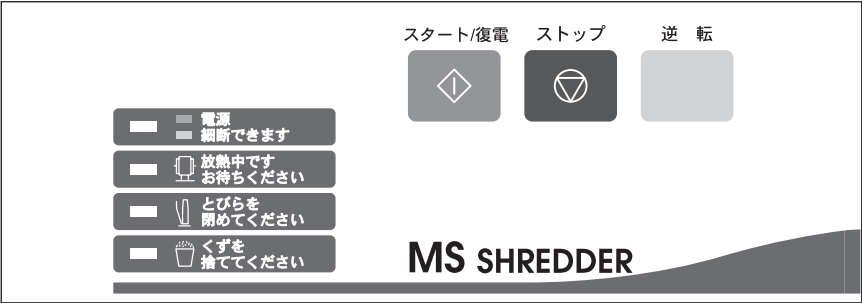 スタート/復電 ストップ 逆 転
電源
細断できます
放熱中です
お待ちください
とびらを
閉めてください
くずを
捨ててください
MS SHREDDER